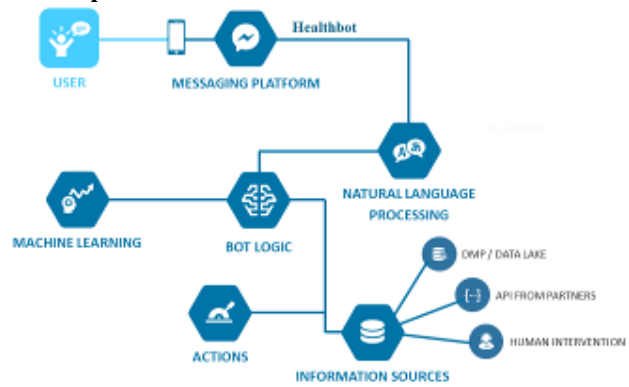 Healthbot
USER
MESSAGING PLATFORM
NATURAL LANGUAGE
PROCESSING
MACHINE LEARNING
BOT LOGIC
DMP / DATA LAKE
API FROM PARTNERS
HUMAN INTERVENTION
ACTIONS
INFORMATION SOURCES